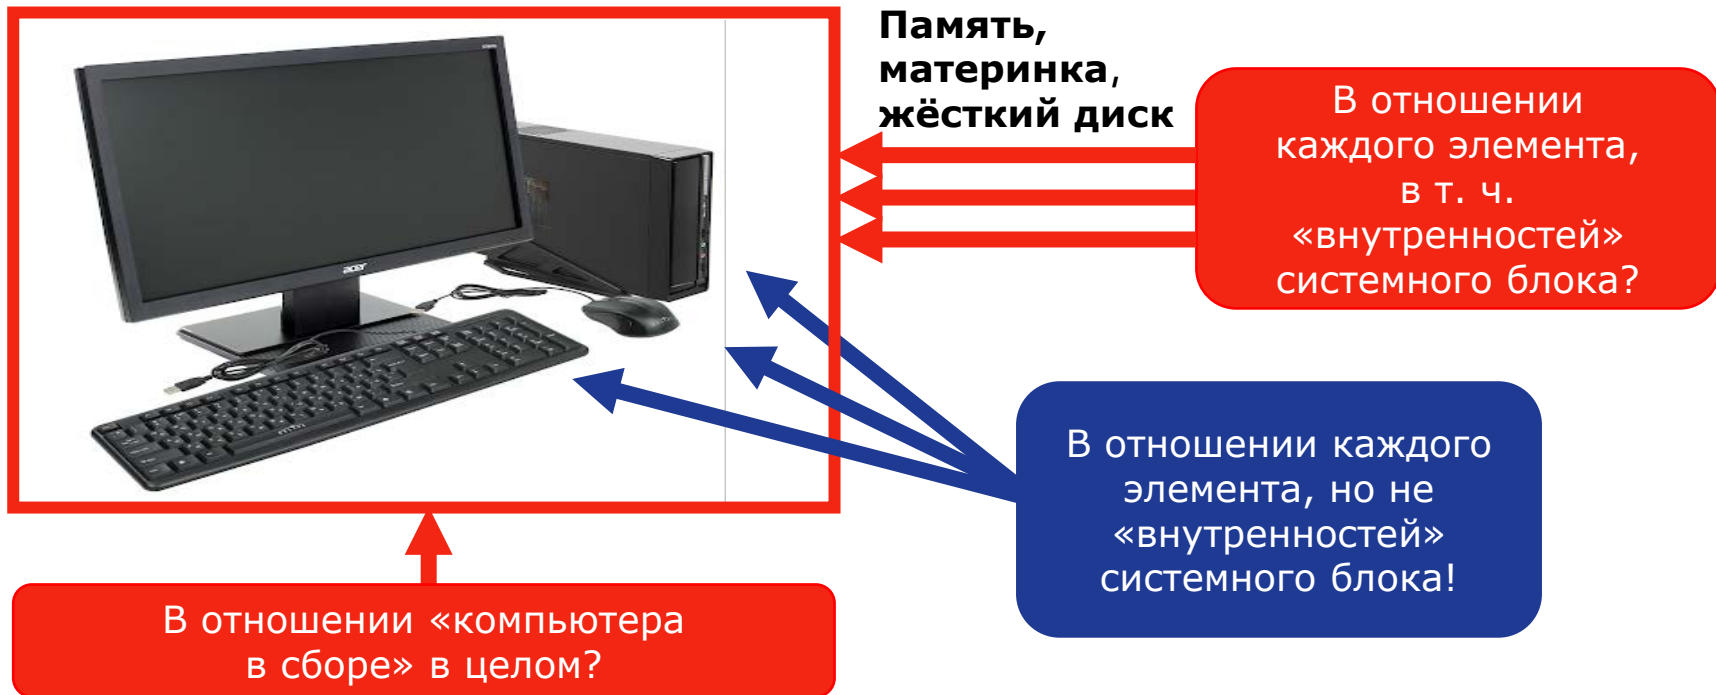 Память,
материнка,
жёсткий диск
В отношении
каждого элемента,
в т. ч.
«внутренностей»
системного блока?
acer
В отношении каждого
элемента, но не
«внутренностей»
системного блока!
В отношении «компьютера
в сборе» в целом?